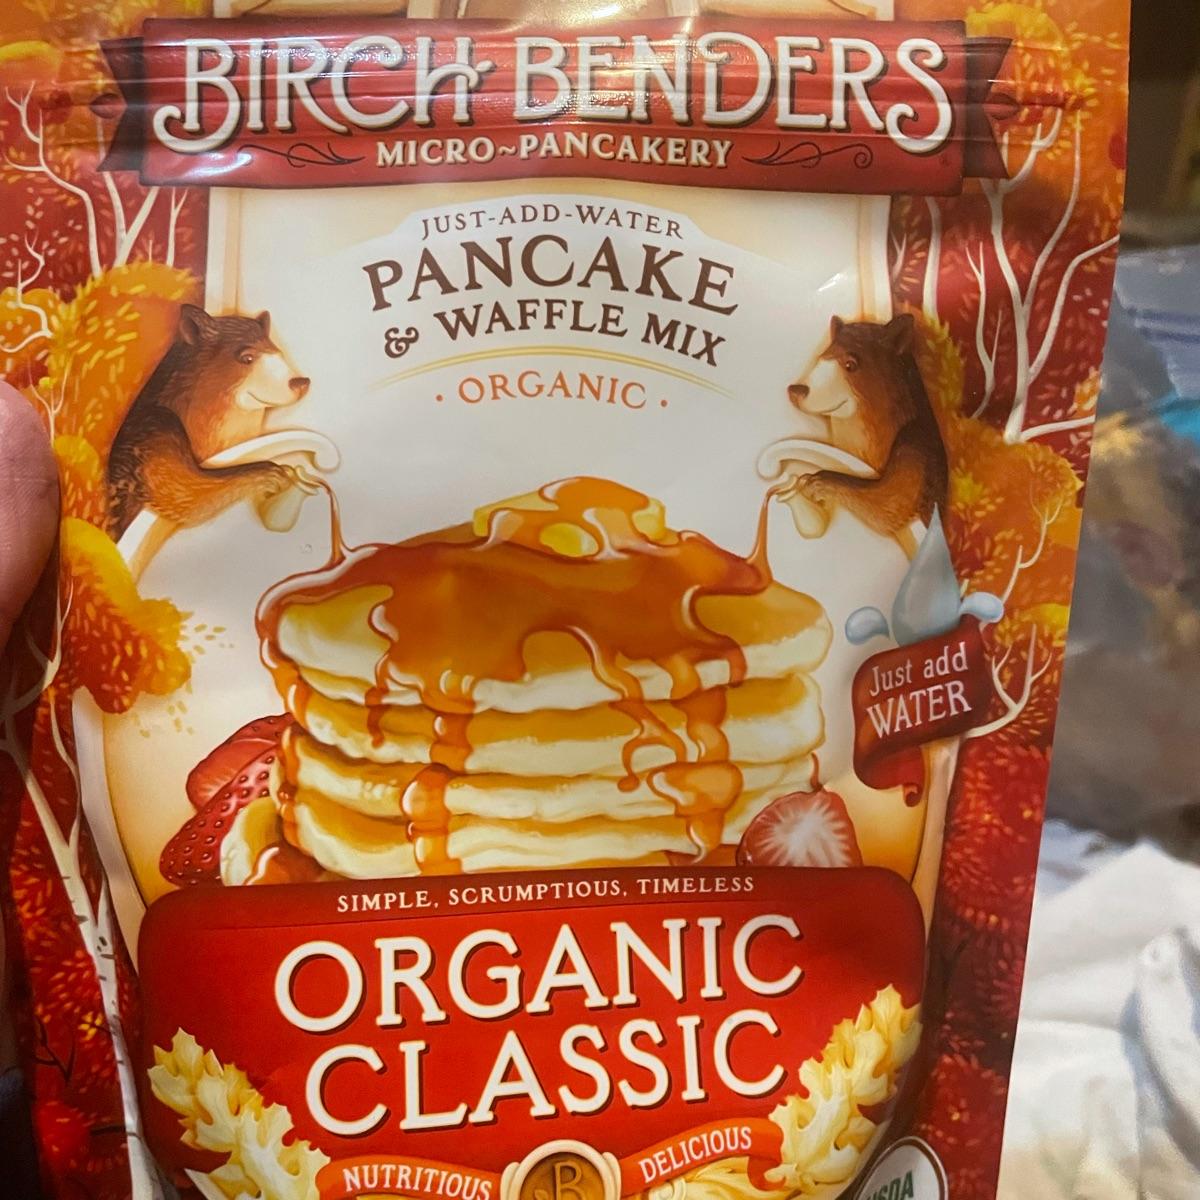 BIRCH BENDERS
MICRO~PANCAKERY
JUST-ADD-WATER
PANCAKE
& WAFFLE MIX
· ORGANIC ·
Just add
WATER
SIMPLE, SCRUMPTIOUS, TIMELESS
ORGANIC
CLASSIC
NUTRITIOUS B DELICIOUS
USDA